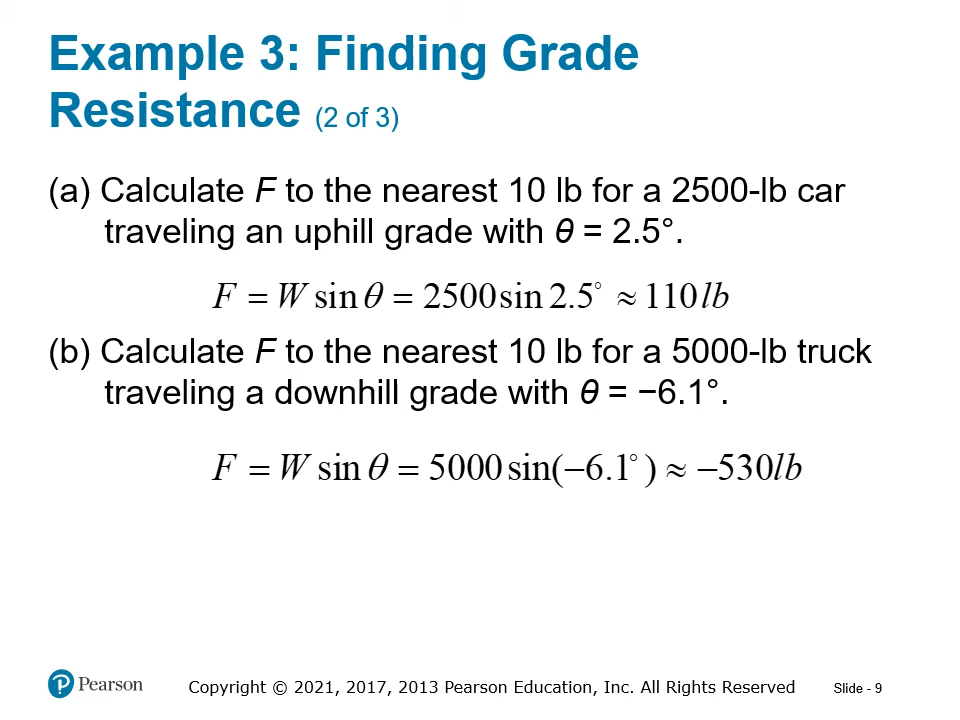 Example 3: Finding Grade
Resistance (2 of 3)
(a) Calculate F to the nearest 10 lb for a 2500-lb car
traveling an uphill grade with θ = 2.5°.
F = W sin θ = 2500 sin 2.5° ≈ 110 lb
(b) Calculate F to the nearest 10 lb for a 5000-lb truck
traveling a downhill grade with θ = −6.1°.
F = W sin θ = 5000 sin(−6.1°) ≈ −530 lb
Pearson
Copyright © 2021, 2017, 2013 Pearson Education, Inc. All Rights Reserved
Slide - 9